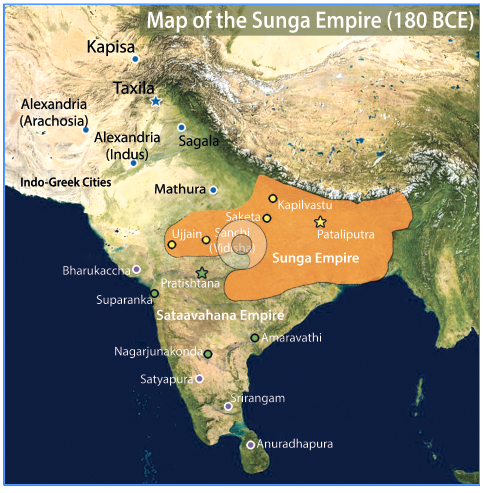 Map of the Sunga Empire (180 BCE)
Kapisa
Taxila
Alexandria
(Arachosia)
Alexandria
(Indus)
Sagala
Indo-Greek Cities
Mathura
Kapilvastu
Saketa
Pataliputra
Ujjain
Sanchi
(Vidisha)
Sunga Empire
Bharukaccha
Pratishtana
Suparanka
Sataavahana Empire
Amaravathi
Nagarjunakonda
Satyapura
Srirangam
Anuradhapura